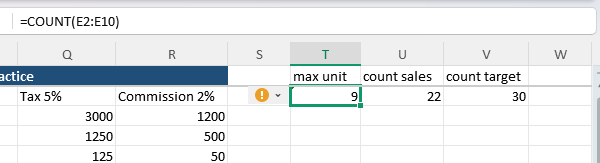 =COUNT(E2:E10)
Q R S T U V W
actice max unit count sales count target
Tax 5% Commission 2% 9 22 30
3000 1200
1250 500
125 50